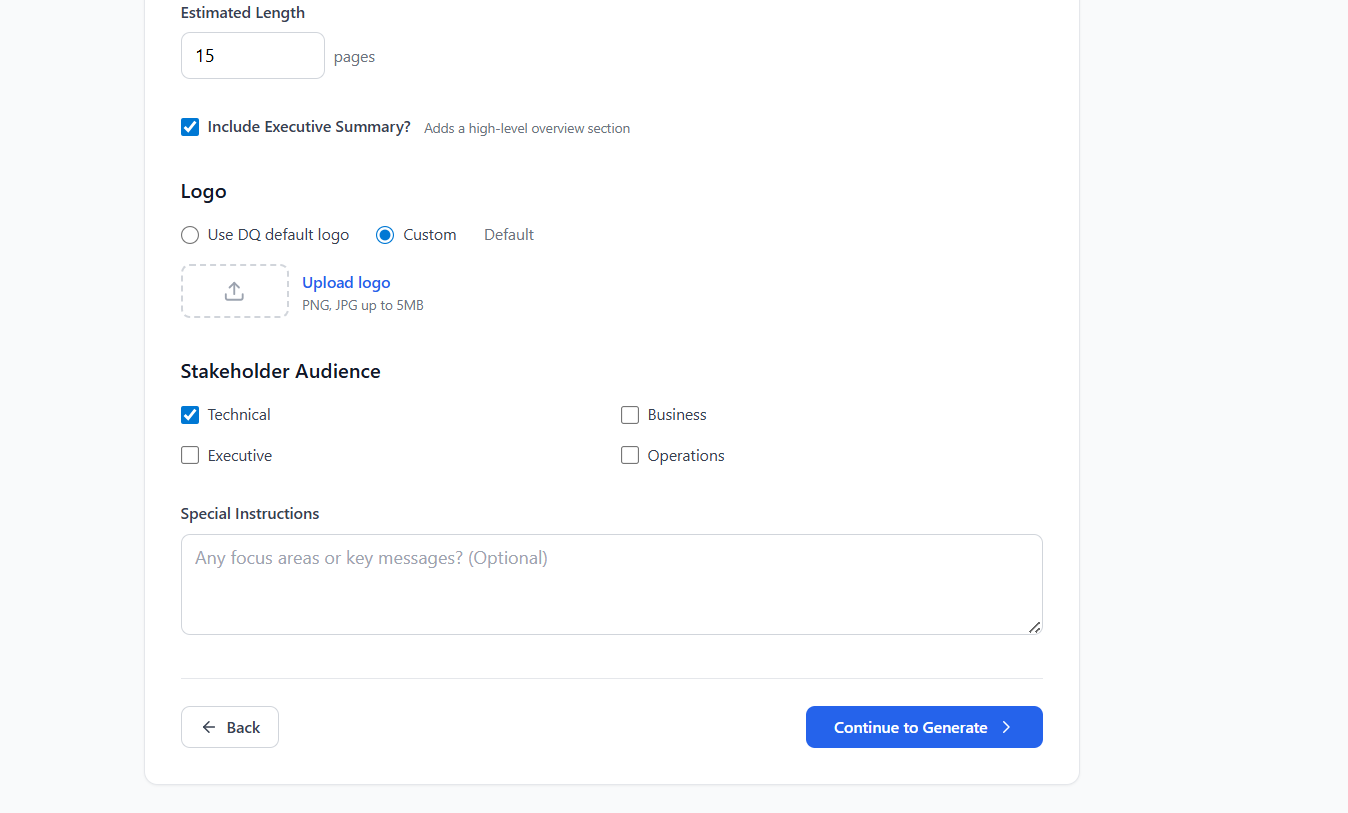 Estimated Length
15 pages
Include Executive Summary? Adds a high-level overview section
Logo
Use DQ default logo Custom Default
Upload logo
PNG, JPG up to 5MB
Stakeholder Audience
Technical Business
Executive Operations
Special Instructions
Any focus areas or key messages? (Optional)
Back Continue to Generate